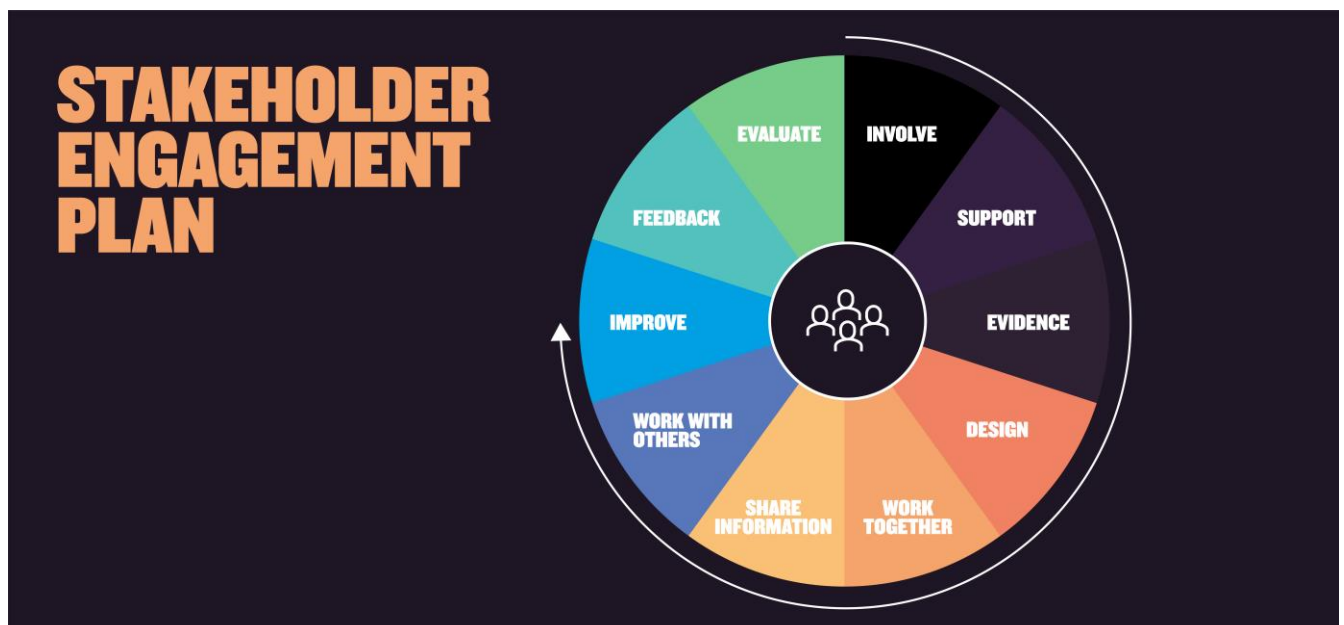 STAKEHOLDER
ENGAGEMENT
PLAN
INVOLVE
SUPPORT
EVIDENCE
DESIGN
WORK
TOGETHER
SHARE
INFORMATION
WORK WITH
OTHERS
IMPROVE
FEEDBACK
EVALUATE